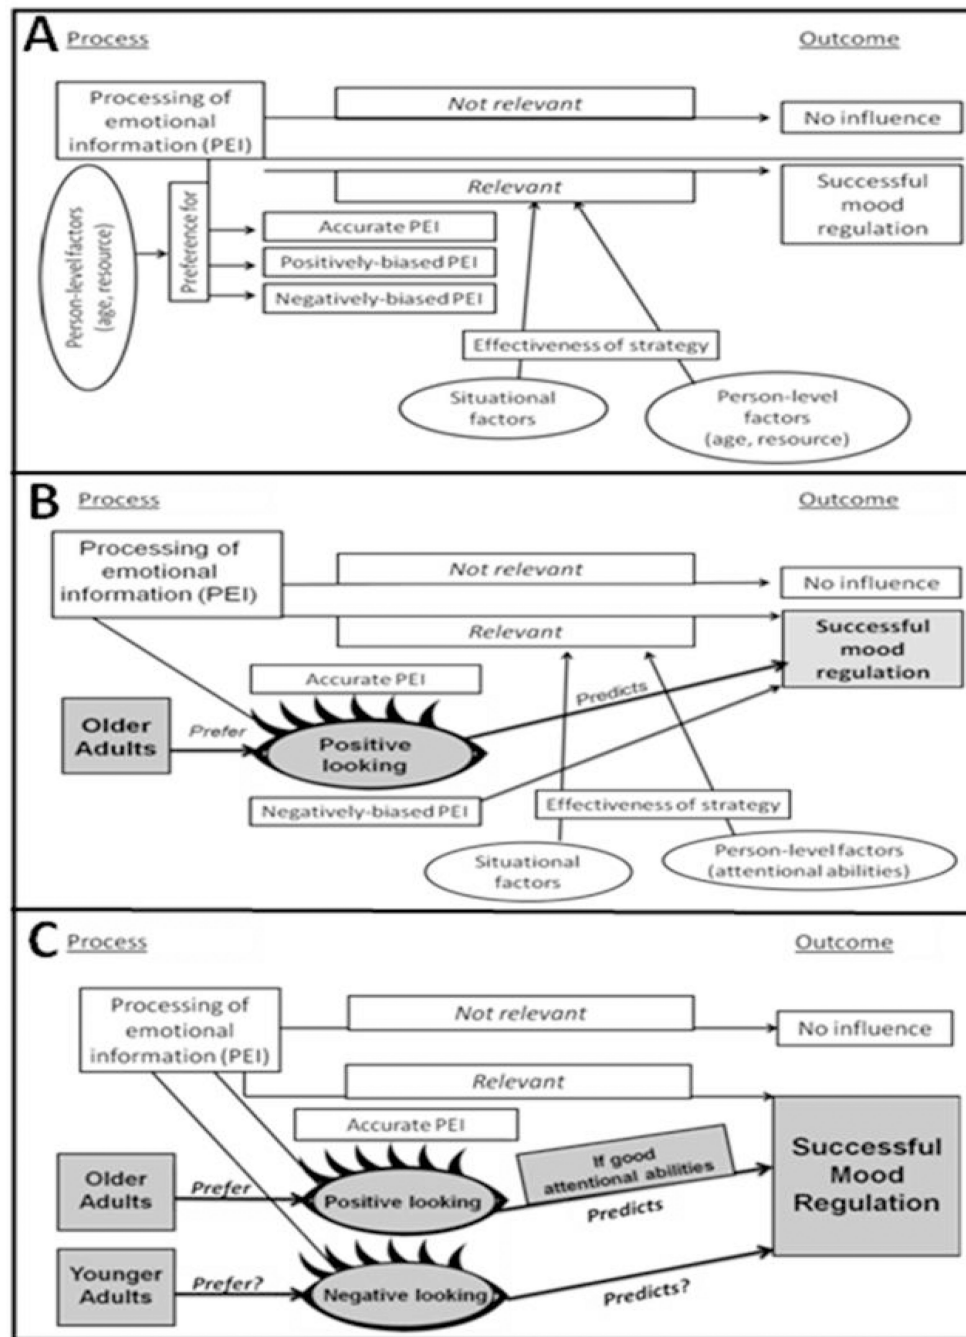 A
Process
Outcome
Processing of
emotional
information (PEI)
Not relevant
No influence
Relevant
Successful
mood
regulation
Person-level factors
(age, resource)
Preference for
Accurate PEI
Positively-biased PEI
Negatively-biased PEI
Effectiveness of strategy
Situational
factors
Person-level
factors
(age, resource)
B
Process
Outcome
Processing of
emotional
information (PEI)
Not relevant
No influence
Relevant
Successful
mood
regulation
Accurate PEI
Predicts
Older
Adults
Prefer
Positive
looking
Negatively-biased PEI
Effectiveness of strategy
Situational
factors
Person-level factors
(attentional abilities)
C
Process
Outcome
Processing of
emotional
information (PEI)
Not relevant
No influence
Relevant
Accurate PEI
Successful
Mood
Regulation
If good
attentional abilities
Older
Adults
Prefer
Positive looking
Predicts
Younger
Adults
Prefer?
Negative looking
Predicts?